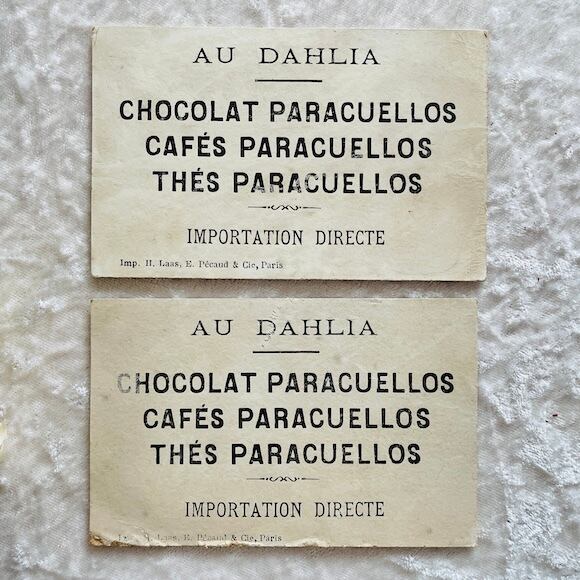 AU DAHLIA
CHOCOLAT PARACUELLOS
CAFÉS PARACUELLOS
THÉS PARACUELLOS
IMPORTATION DIRECTE
Imp. H. Laas, E. Pécaud & Cie, Paris
AU DAHLIA
CHOCOLAT PARACUELLOS
CAFÉS PARACUELLOS
THÉS PARACUELLOS
IMPORTATION DIRECTE
H. Laas, E. Pécaud & Cie, Paris